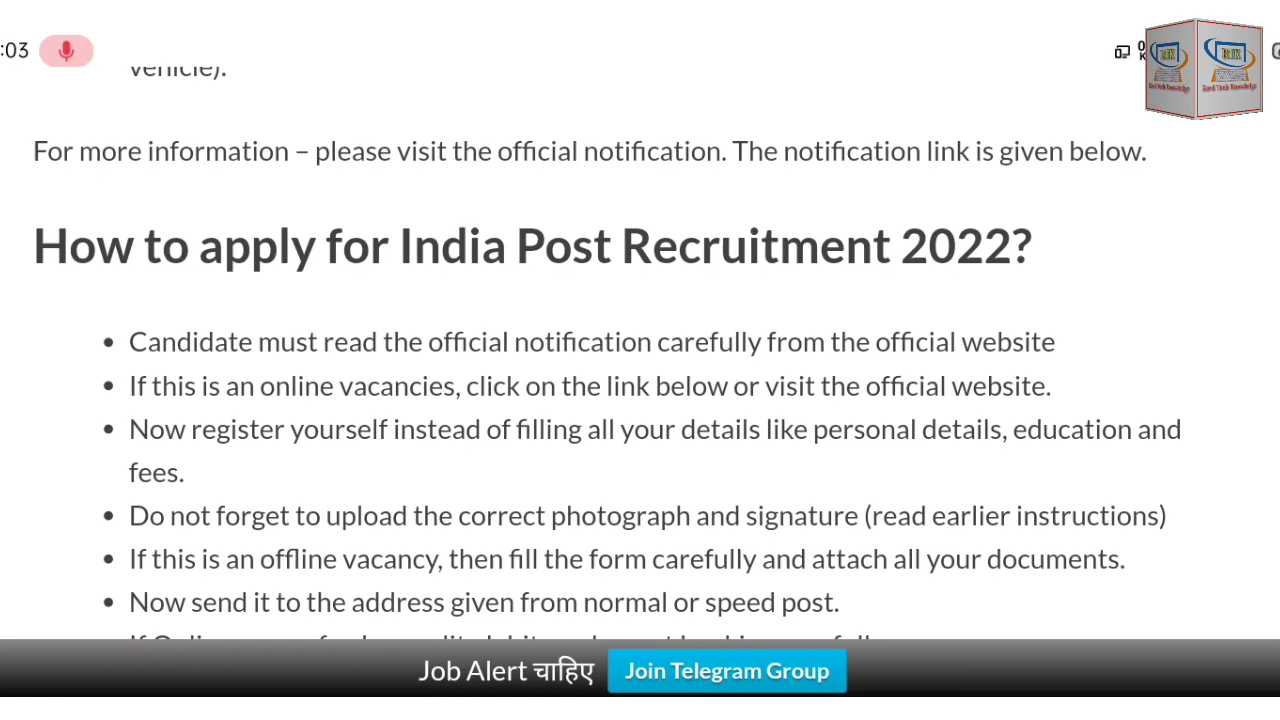 :03
vehicle).
For more information – please visit the official notification. The notification link is given below.
How to apply for India Post Recruitment 2022?
• Candidate must read the official notification carefully from the official website
• If this is an online vacancies, click on the link below or visit the official website.
• Now register yourself instead of filling all your details like personal details, education and
fees.
• Do not forget to upload the correct photograph and signature (read earlier instructions)
• If this is an offline vacancy, then fill the form carefully and attach all your documents.
• Now send it to the address given from normal or speed post.
Job Alert चाहिए Join Telegram Group